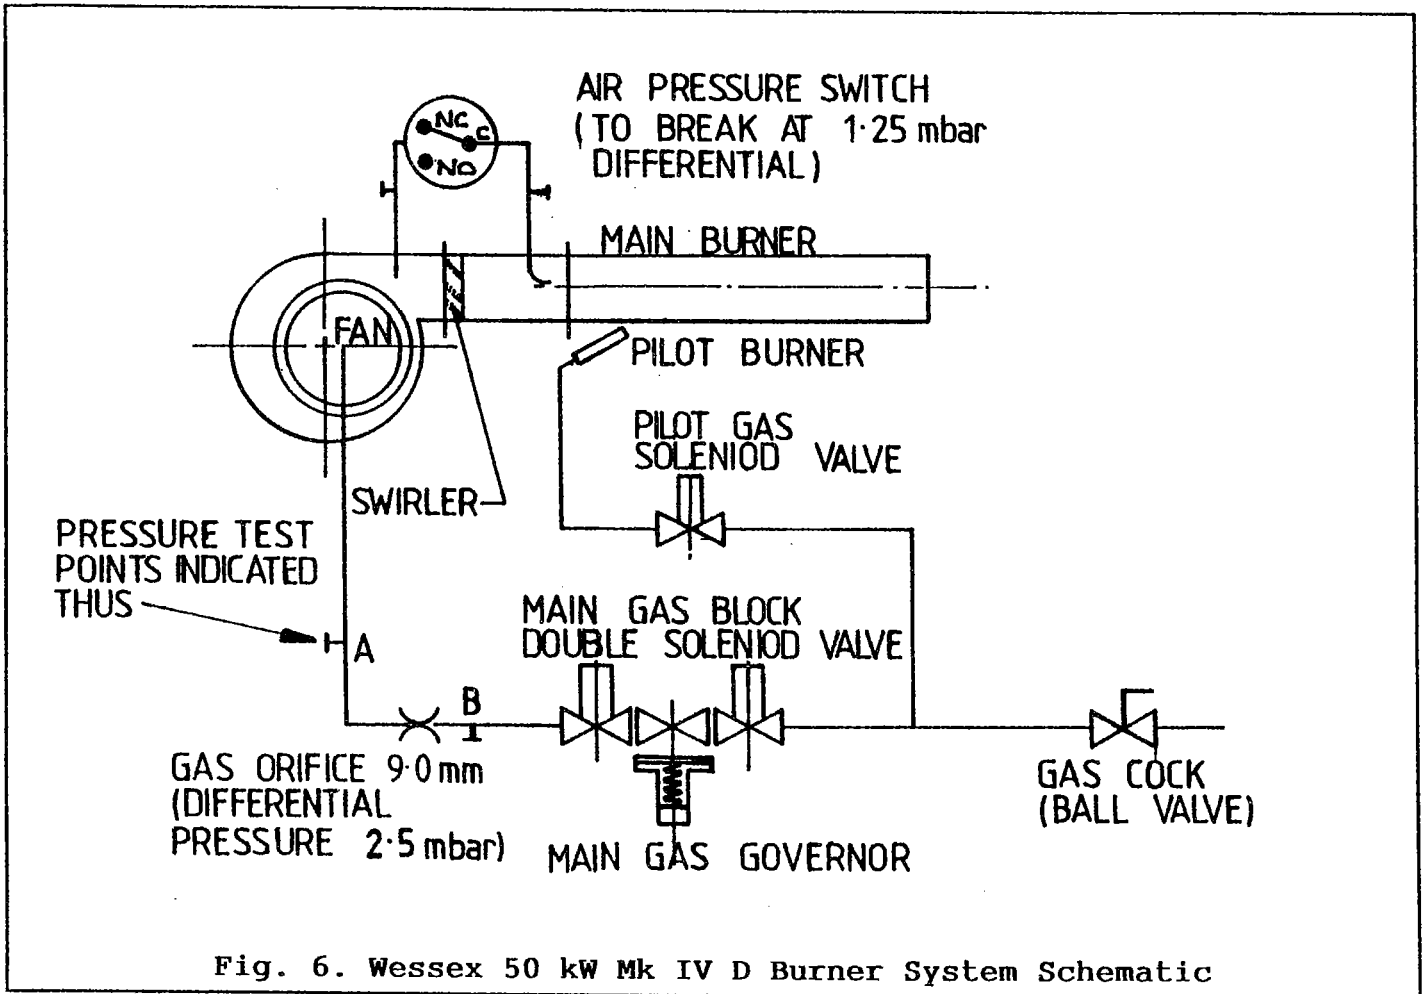 NC
C
NO
AIR PRESSURE SWITCH
(TO BREAK AT 1·25 mbar
DIFFERENTIAL)
MAIN BURNER
FAN
PILOT BURNER
PILOT GAS
SOLENIOD VALVE
SWIRLER
PRESSURE TEST
POINTS INDICATED
THUS
A
MAIN GAS BLOCK
DOUBLE SOLENIOD VALVE
B
GAS ORIFICE 9·0 mm
(DIFFERENTIAL
PRESSURE 2·5 mbar)
MAIN GAS GOVERNOR
GAS COCK
(BALL VALVE)
Fig. 6. Wessex 50 kW Mk IV D Burner System Schematic